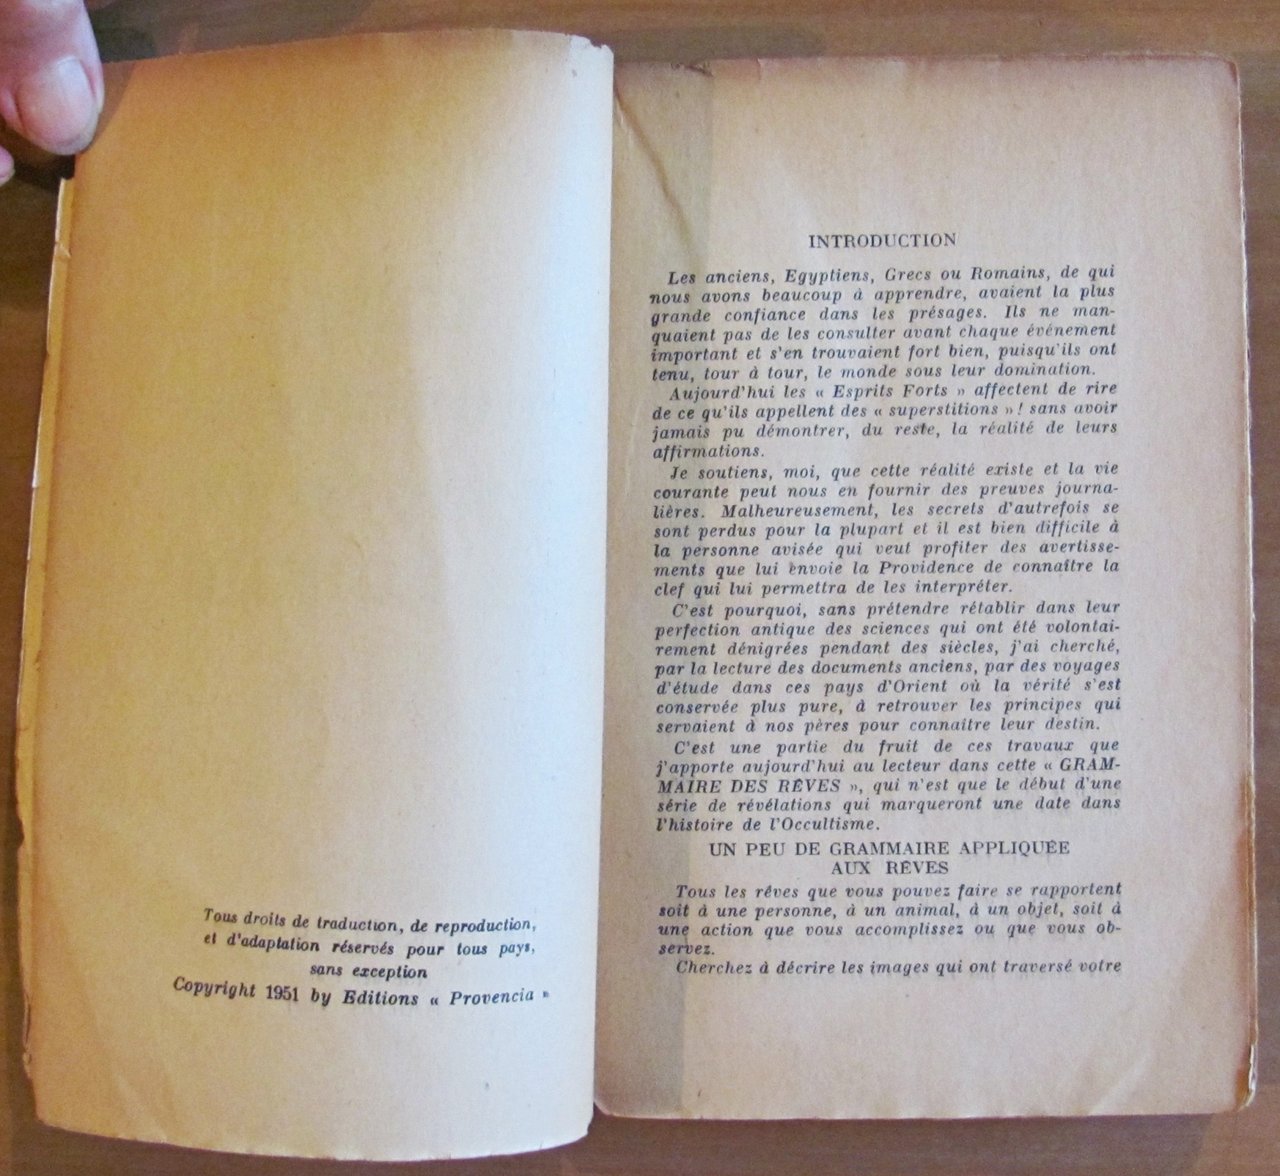 Tous droits de traduction, de reproduction,
et d'adaptation réservés pour tous pays,
sans exception
Copyright 1951 by Editions « Provencia »
INTRODUCTION
Les anciens, Egyptiens, Grecs ou Romains, de qui
nous avons beaucoup à apprendre, avaient la plus
grande confiance dans les présages. Ils ne man-
quaient pas de les consulter avant chaque événement
important et s'en trouvaient fort bien, puisqu'ils ont
tenu, tour à tour, le monde sous leur domination.
Aujourd'hui les « Esprits Forts » affectent de rire
de ce qu'ils appellent des « superstitions » ! sans avoir
jamais pu démontrer, du reste, la réalité de leurs
affirmations.
Je soutiens, moi, que cette réalité existe et la vie
courante peut nous en fournir des preuves journa-
lières. Malheureusement, les secrets d'autrefois se
sont perdus pour la plupart et il est bien difficile à
la personne avisée qui veut profiter des avertisse-
ments que lui envoie la Providence de connaître la
clef qui lui permettra de les interpréter.
C'est pourquoi, sans prétendre rétablir dans leur
perfection antique des sciences qui ont été volontai-
rement dénigrées pendant des siècles, j'ai cherché,
par la lecture des documents anciens, par des voyages
d'étude dans ces pays d'Orient où la vérité s'est
conservée plus pure, à retrouver les principes qui
servaient à nos pères pour connaitre leur destin.
C'est une partie du fruit de ces travaux que
j'apporte aujourd'hui au lecteur dans cette « GRAM-
MAIRE DES RÊVES », qui n'est que le début d'une
série de révélations qui marqueront une date dans
l'histoire de l'Occultisme.
UN PEU DE GRAMMAIRE APPLIQUÉE
AUX RÊVES
Tous les rêves que vous pouvez faire se rapportent
soit à une personne, à un animal, à un objet, soit à
une action que vous accomplissez ou que vous ob-
servez.
Cherchez à décrire les images qui ont traversé votre